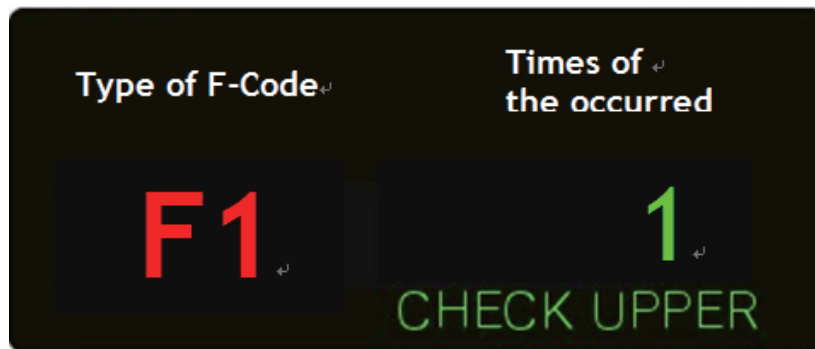 Type of F-Code
Times of
the occurred
F1
1
CHECK UPPER